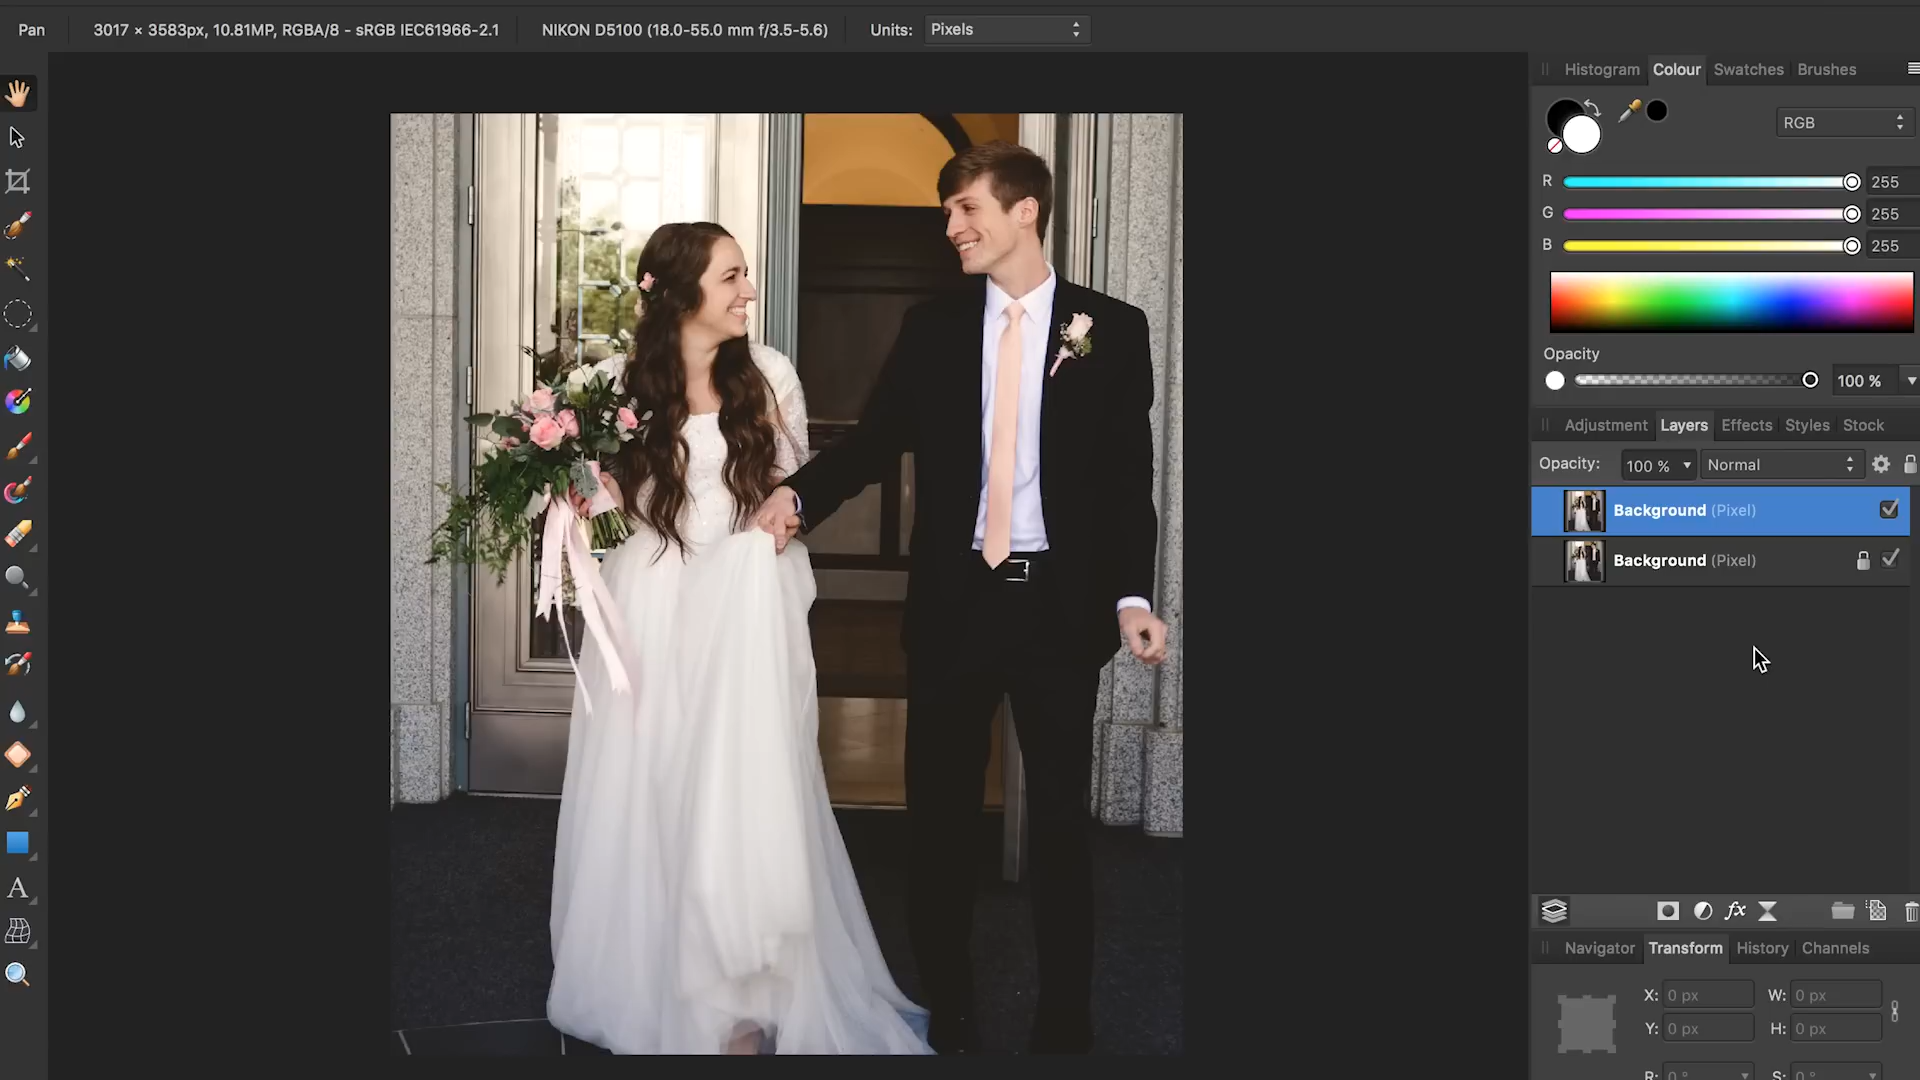 Pan 3017 × 3583px, 10.81MP, RGBA/8 - sRGB IEC61966-2.1 NIKON D5100 (18.0-55.0 mm f/3.5-5.6) Units: Pixels
Histogram Colour Swatches Brushes
RGB
R 255
G 255
B 255
Opacity
100 %
Adjustment Layers Effects Styles Stock
Opacity: 100 % Normal
Background (Pixel)
Background (Pixel)
fx
A
Navigator Transform History Channels
X: 0 px W: 0 px
Y: 0 px H: 0 px
R: 0 ° S: 0 °